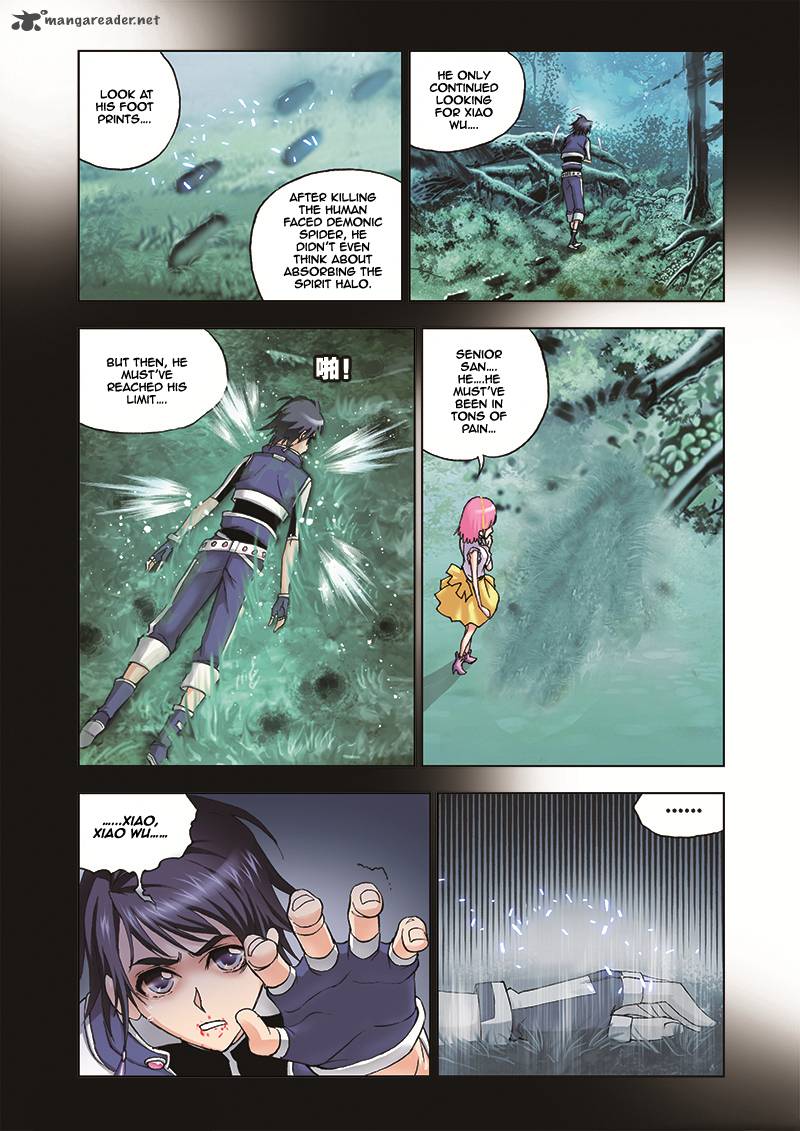 mangareader.net
LOOK AT
HIS FOOT
PRINTS....
AFTER KILLING
THE HUMAN
FACED DEMONIC
SPIDER, HE
DIDN'T EVEN
THINK ABOUT
ABSORBING THE
SPIRIT HALO.
HE ONLY
CONTINUED
LOOKING
FOR XIAO
WU....
BUT THEN, HE
MUST'VE
REACHED HIS
LIMIT....
啪!
SENIOR
SAN....
HE....HE
MUST'VE
BEEN IN
TONS OF
PAIN...
......XIAO,
XIAO WU......
......